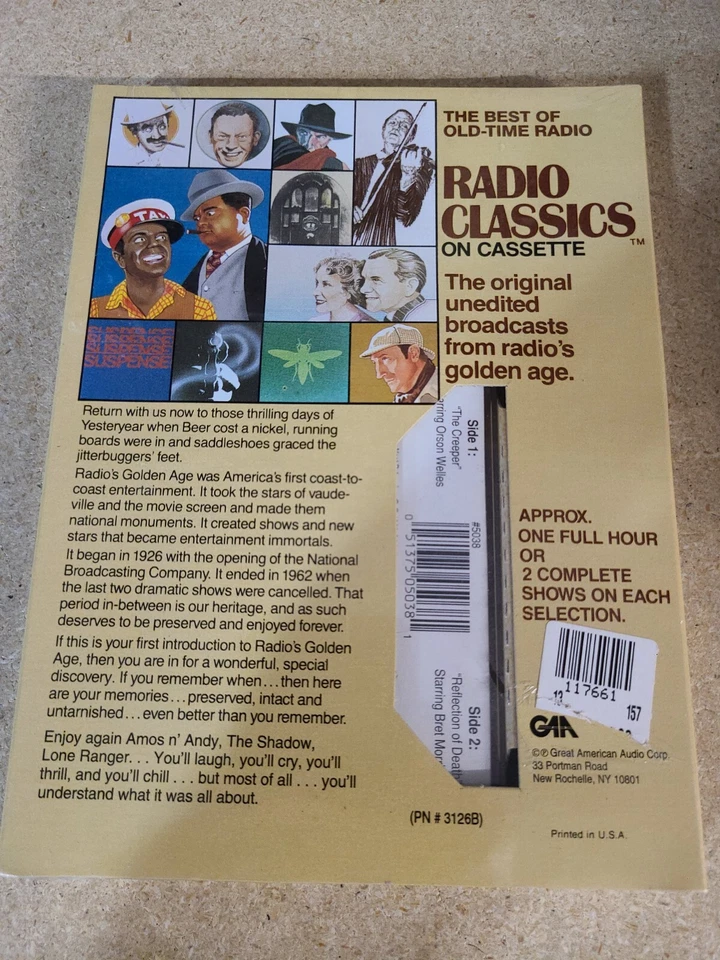 THE BEST OF
OLD-TIME RADIO
RADIO
CLASSICS
TM
ON CASSETTE
The original
unedited
broadcasts
from radio's
golden age.
TAXI
SUSPENSE
SUSPENSE
SUSPENSE
Return with us now to those thrilling days of
Yesteryear when Beer cost a nickel, running
boards were in and saddleshoes graced the
jitterbuggers' feet.
Radio's Golden Age was America's first coast-to-
coast entertainment. It took the stars of vaude-
ville and the movie screen and made them
national monuments. It created shows and new
stars that became entertainment immortals.
It began in 1926 with the opening of the National
Broadcasting Company. It ended in 1962 when
the last two dramatic shows were cancelled. That
period in-between is our heritage, and as such
deserves to be preserved and enjoyed forever.
If this is your first introduction to Radio's Golden
Age, then you are in for a wonderful, special
discovery. If you remember when...then here
are your memories...preserved, intact and
untarnished...even better than you remember.
Enjoy again Amos n' Andy, The Shadow,
Lone Ranger... You'll laugh, you'll cry, you'll
thrill, and you'll chill ... but most of all ... you'll
understand what it was all about.
Side 1:
"The Creeper"
rring Orson Welles
#5038
0 51375 05038 1
Side 2:
"Reflection of Death
Starring Bret Mor
APPROX.
ONE FULL HOUR
OR
2 COMPLETE
SHOWS ON EACH
SELECTION.
117661
157
GAA
©℗ Great American Audio Corp.
33 Portman Road
New Rochelle, NY 10801
(PN # 3126B)
Printed in U.S.A.